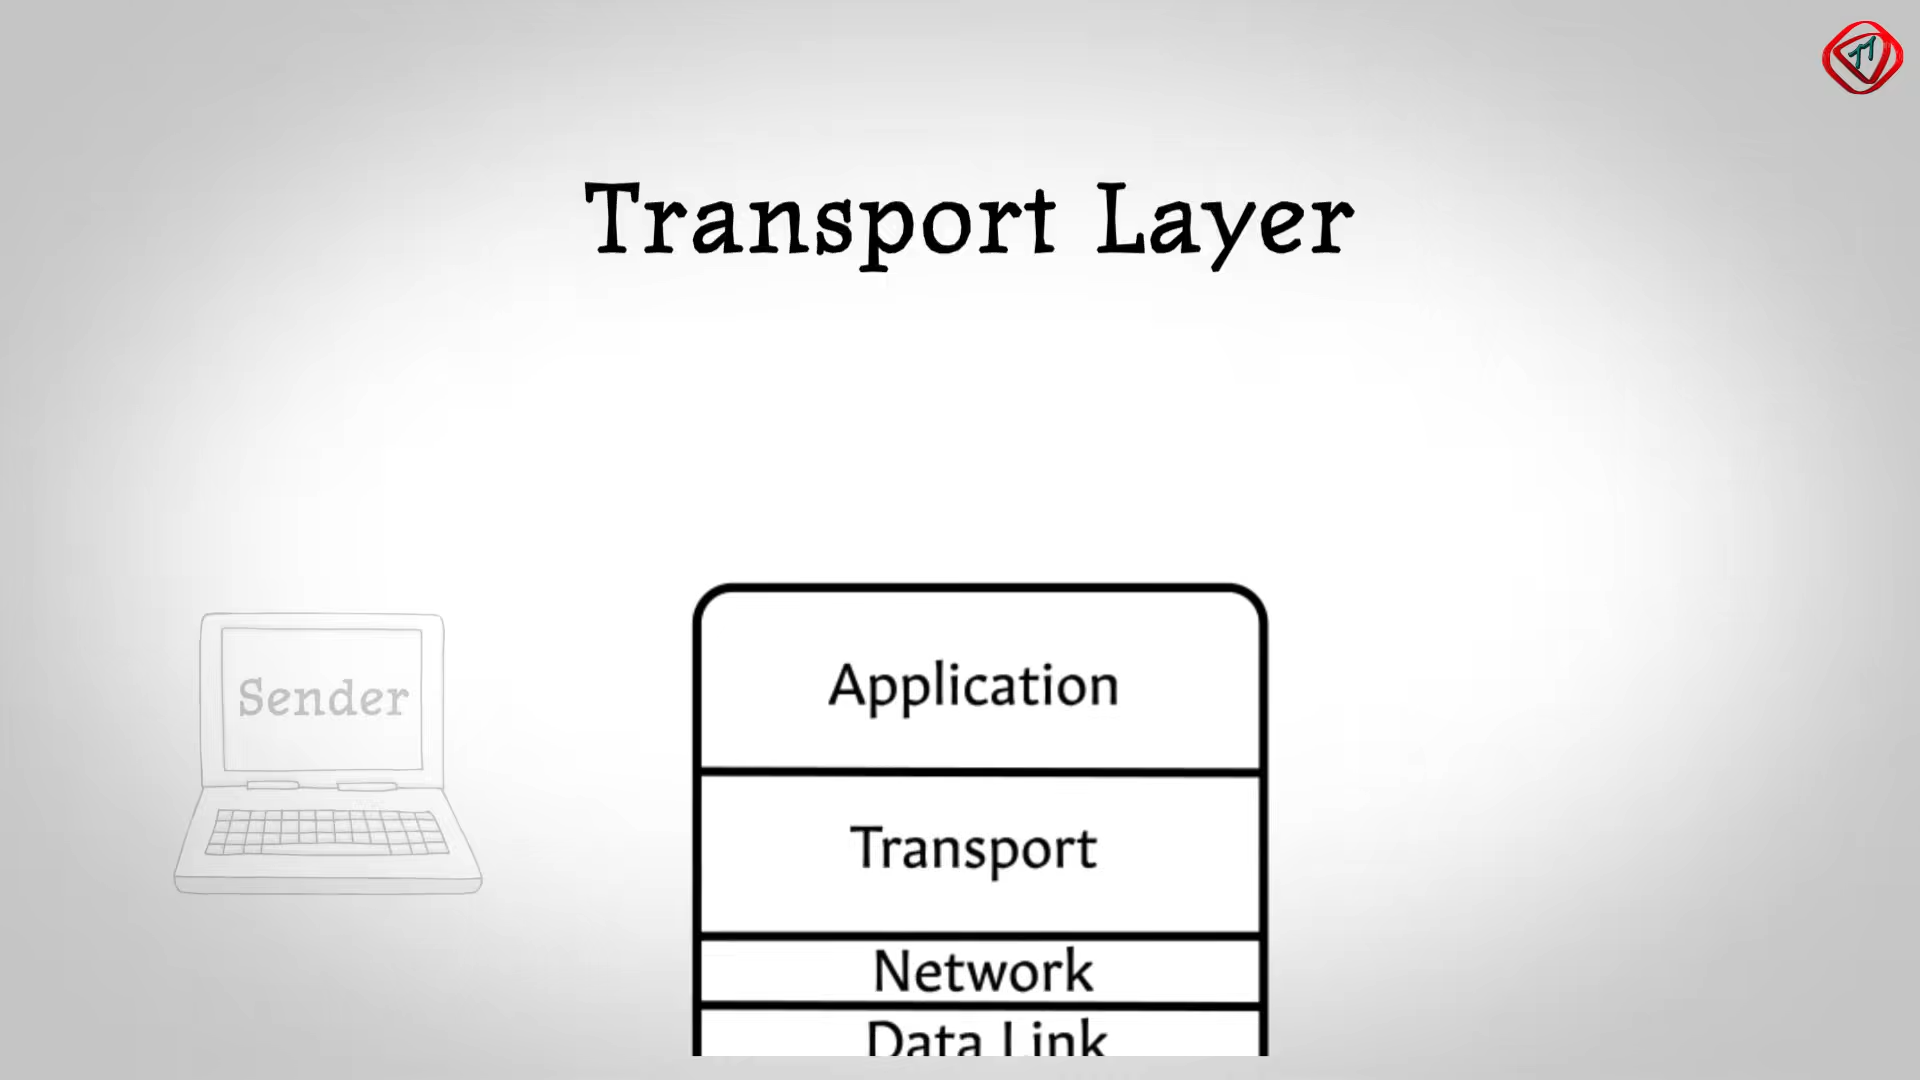 Transport Layer
Sender
Application
Transport
Network
Data Link